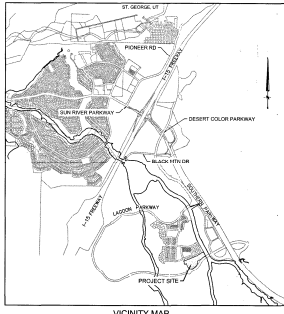 ST. GEORGE, UT
PIONEER RD
I-15 FREEWAY
SUN RIVER PARKWAY
DESERT COLOR PARKWAY
BLACK MTN DR
SOUTHERN PARKWAY
I-15 FREEWAY
LAGOON PARKWAY
PROJECT SITE
VICINITY MAP